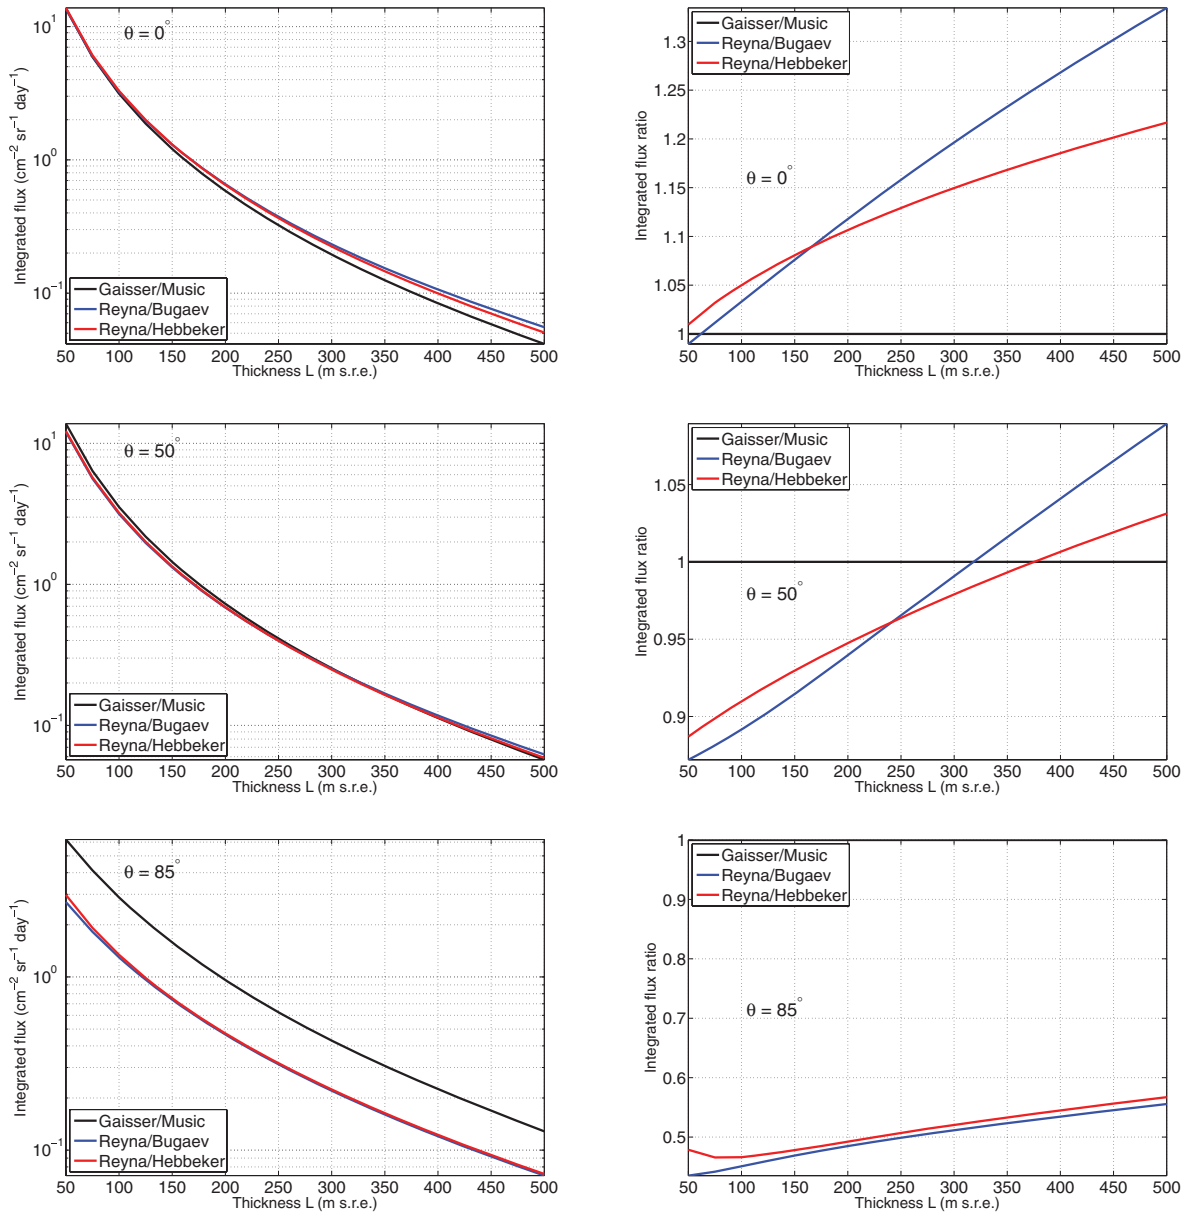 10¹
10⁰
10⁻¹
Integrated flux (cm⁻² sr⁻¹ day⁻¹)
θ = 0°
Gaisser/Music
Reyna/Bugaev
Reyna/Hebbeker
50 100 150 200 250 300 350 400 450 500
Thickness L (m s.r.e.)
Gaisser/Music
Reyna/Bugaev
Reyna/Hebbeker
1.3
1.25
1.2
1.15
1.1
1.05
1
Integrated flux ratio
θ = 0°
50 100 150 200 250 300 350 400 450 500
Thickness L (m s.r.e.)
10¹
10⁰
10⁻¹
Integrated flux (cm⁻² sr⁻¹ day⁻¹)
θ = 50°
Gaisser/Music
Reyna/Bugaev
Reyna/Hebbeker
50 100 150 200 250 300 350 400 450 500
Thickness L (m s.r.e.)
Gaisser/Music
Reyna/Bugaev
Reyna/Hebbeker
1.05
1
0.95
0.9
Integrated flux ratio
θ = 50°
50 100 150 200 250 300 350 400 450 500
Thickness L (m s.r.e.)
10⁰
10⁻¹
Integrated flux (cm⁻² sr⁻¹ day⁻¹)
θ = 85°
Gaisser/Music
Reyna/Bugaev
Reyna/Hebbeker
50 100 150 200 250 300 350 400 450 500
Thickness L (m s.r.e.)
Gaisser/Music
Reyna/Bugaev
Reyna/Hebbeker
1
0.9
0.8
0.7
0.6
0.5
Integrated flux ratio
θ = 85°
50 100 150 200 250 300 350 400 450 500
Thickness L (m s.r.e.)